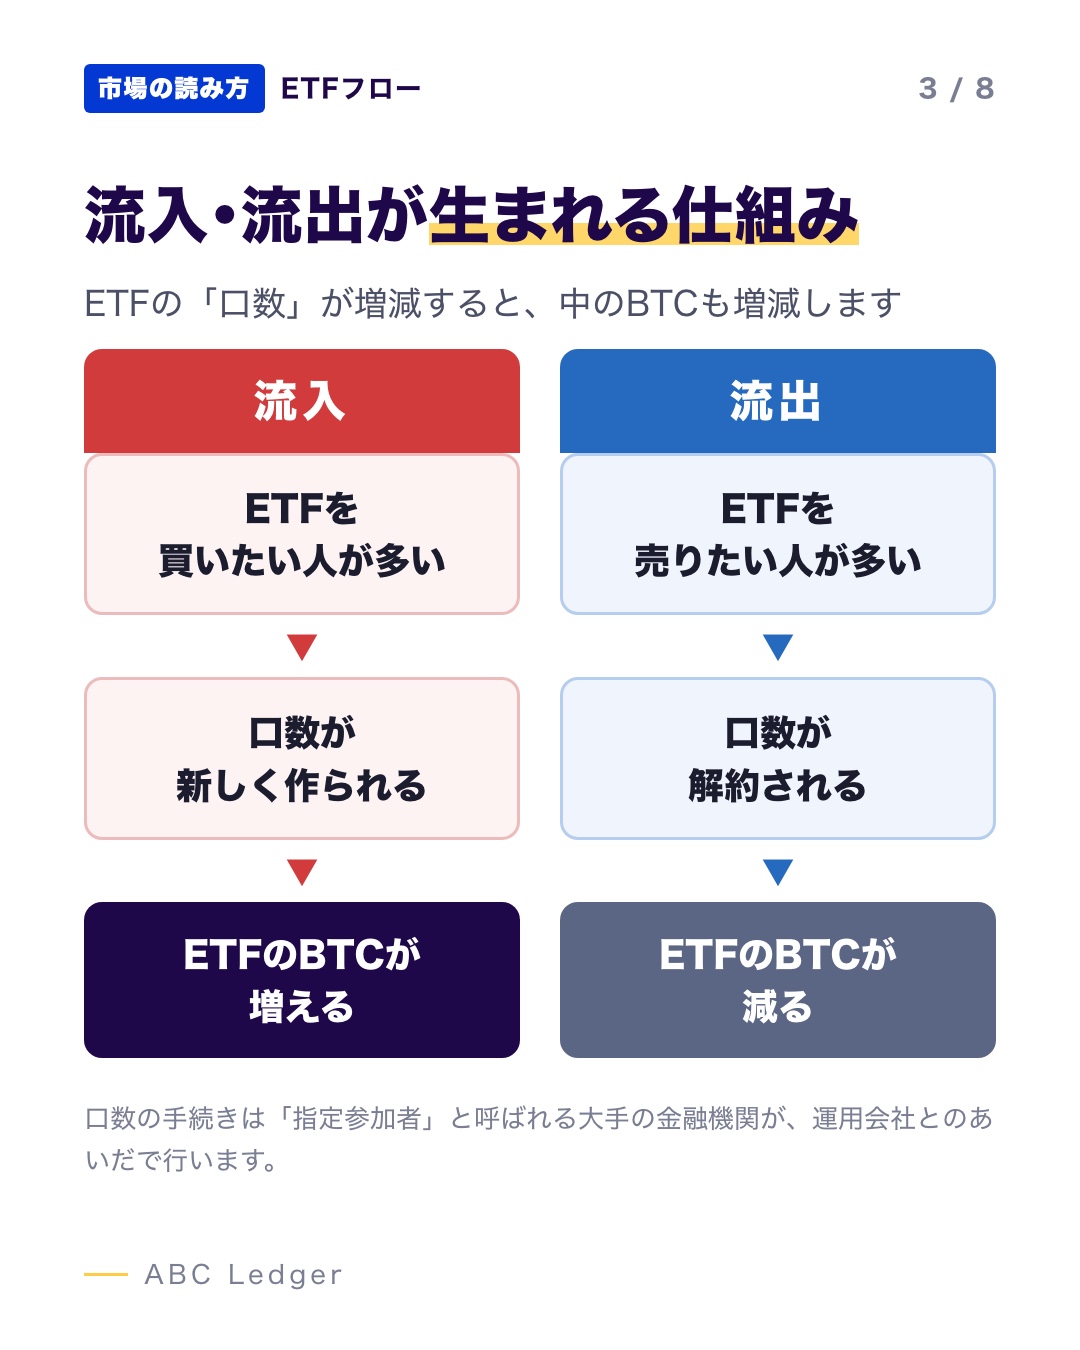 市場の読み方 ETFフロー 3 / 8
流入・流出が生まれる仕組み
ETFの「口数」が増減すると、中のBTCも増減します
流入
ETFを
買いたい人が多い
▼
口数が
新しく作られる
▼
ETFのBTCが
増える
流出
ETFを
売りたい人が多い
▼
口数が
解約される
▼
ETFのBTCが
減る
口数の手続きは「指定参加者」と呼ばれる大手の金融機関が、運用会社とのあ
いだで行います。
ABC Ledger